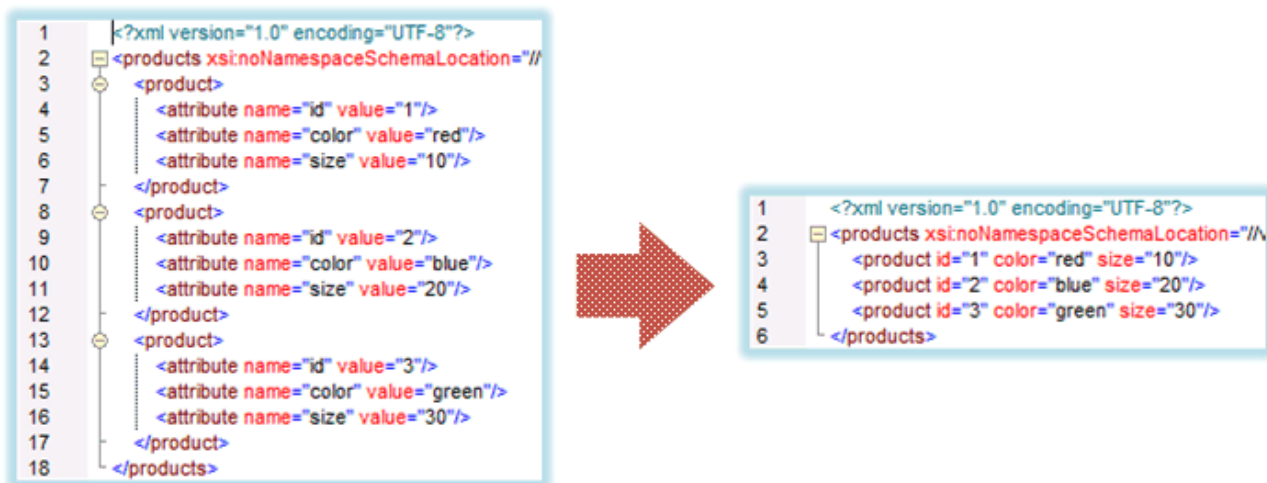 1 <?xml version="1.0" encoding="UTF-8"?>
2 <products xsi:noNamespaceSchemaLocation="//
3 <product>
4 <attribute name="id" value="1"/>
5 <attribute name="color" value="red"/>
6 <attribute name="size" value="10"/>
7 </product>
8 <product>
9 <attribute name="id" value="2"/>
10 <attribute name="color" value="blue"/>
11 <attribute name="size" value="20"/>
12 </product>
13 <product>
14 <attribute name="id" value="3"/>
15 <attribute name="color" value="green"/>
16 <attribute name="size" value="30"/>
17 </product>
18 </products>
1 <?xml version="1.0" encoding="UTF-8"?>
2 <products xsi:noNamespaceSchemaLocation="//
3 <product id="1" color="red" size="10"/>
4 <product id="2" color="blue" size="20"/>
5 <product id="3" color="green" size="30"/>
6 </products>